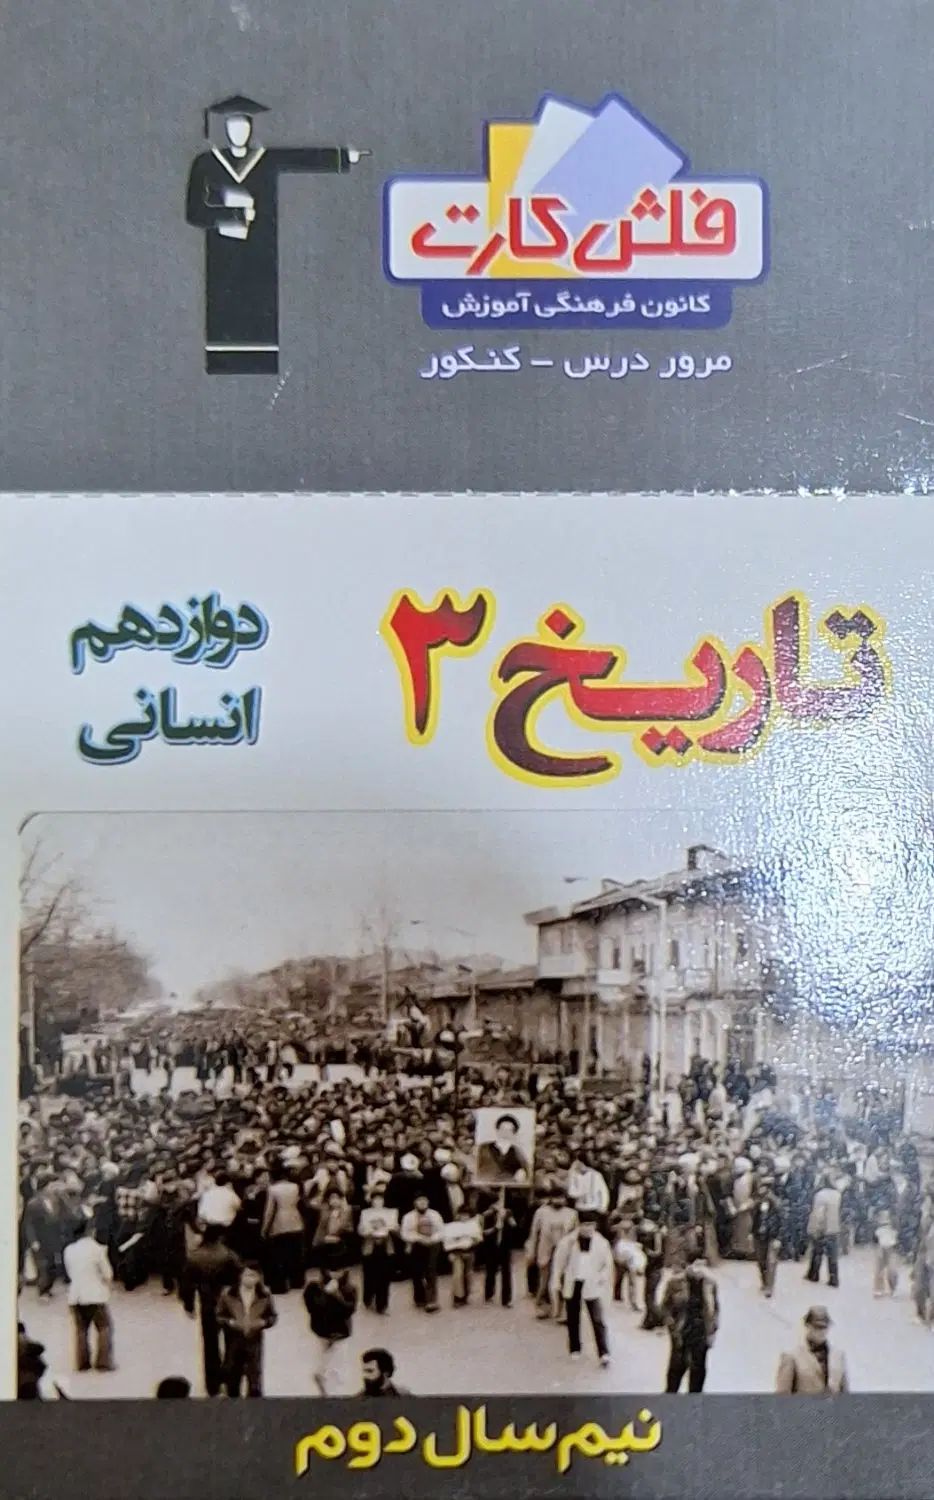 فلش کارت
کانون فرهنگی آموزش
مرور درس - کنکور
تاریخ ۳
دوازدهم
انسانی
نیم سال دوم